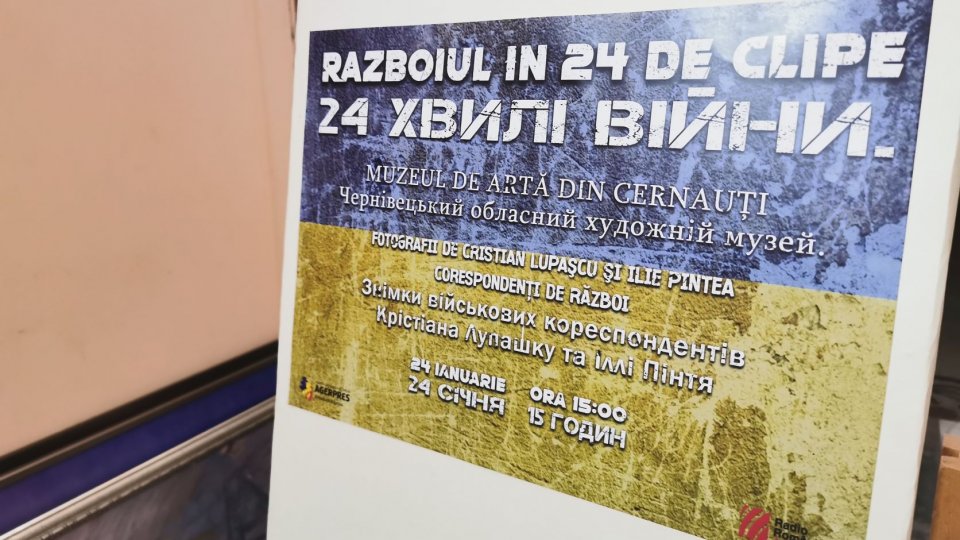 RAZBOIUL IN 24 DE CLIPE
24 ХВИЛІ ВІЙНИ.
MUZEUL DE ARTĂ DIN CERNAUȚI
Чернівецький обласний художній музей.
FOTOGRAFII DE CRISTIAN LUPAȘCU ȘI ILIE PINTEA
CORESPONDENȚI DE RĂZBOI
Знімки військових кореспондентів
Крістіана Лупашку та Іллі Пінтя
24 IANUARIE ORA 15:00
24 СІЧНЯ 15 ГОДИН
AGERPRES
Radio